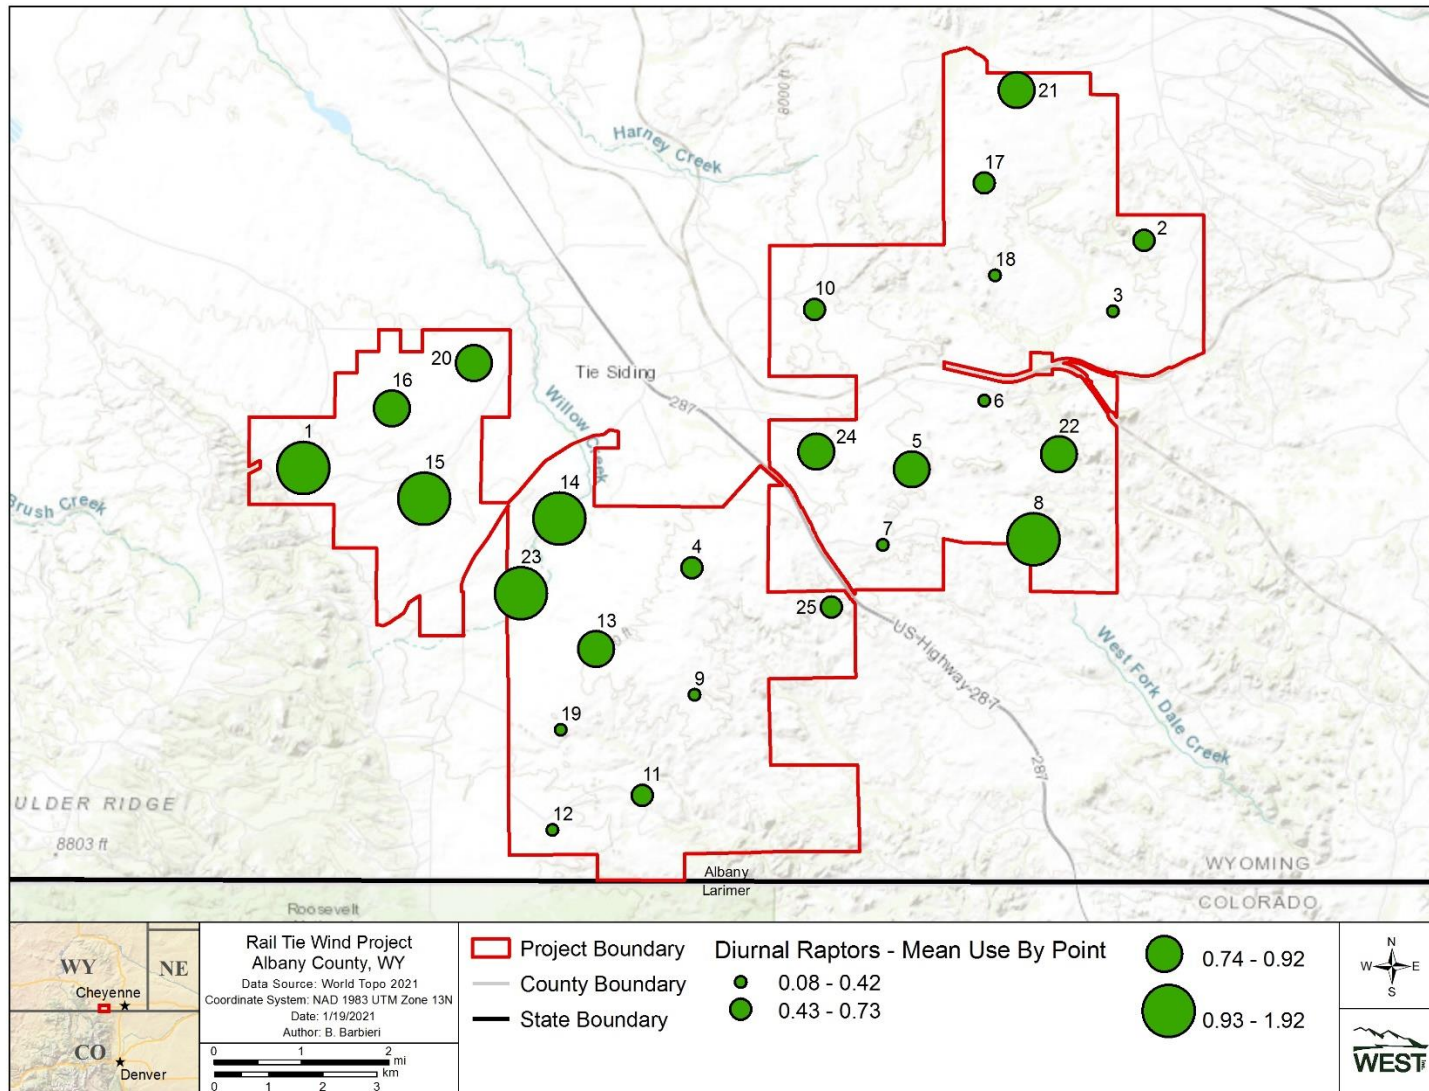 21
Harney Creek
17
2
18
3
10
20
Tie Siding
16
287
6
Willow Creek
24
5
22
1
15
14
8
Brush Creek
7
4
23
25
13
US Highway 287
West Fork Dale Creek
9
19
287
11
ULDER RIDGE
12
8803 ft
WYOMING
Albany
Larimer
COLORADO
Roosevelt
WY
NE
Cheyenne
CO
Denver
Rail Tie Wind Project
Albany County, WY
Data Source: World Topo 2021
Coordinate System: NAD 1983 UTM Zone 13N
Date: 1/19/2021
Author: B. Barbieri
0 1 2
mi
km
0 1 2 3
Project Boundary
County Boundary
State Boundary
Diurnal Raptors - Mean Use By Point
0.08 - 0.42
0.43 - 0.73
0.74 - 0.92
0.93 - 1.92
N
W E
S
WEST